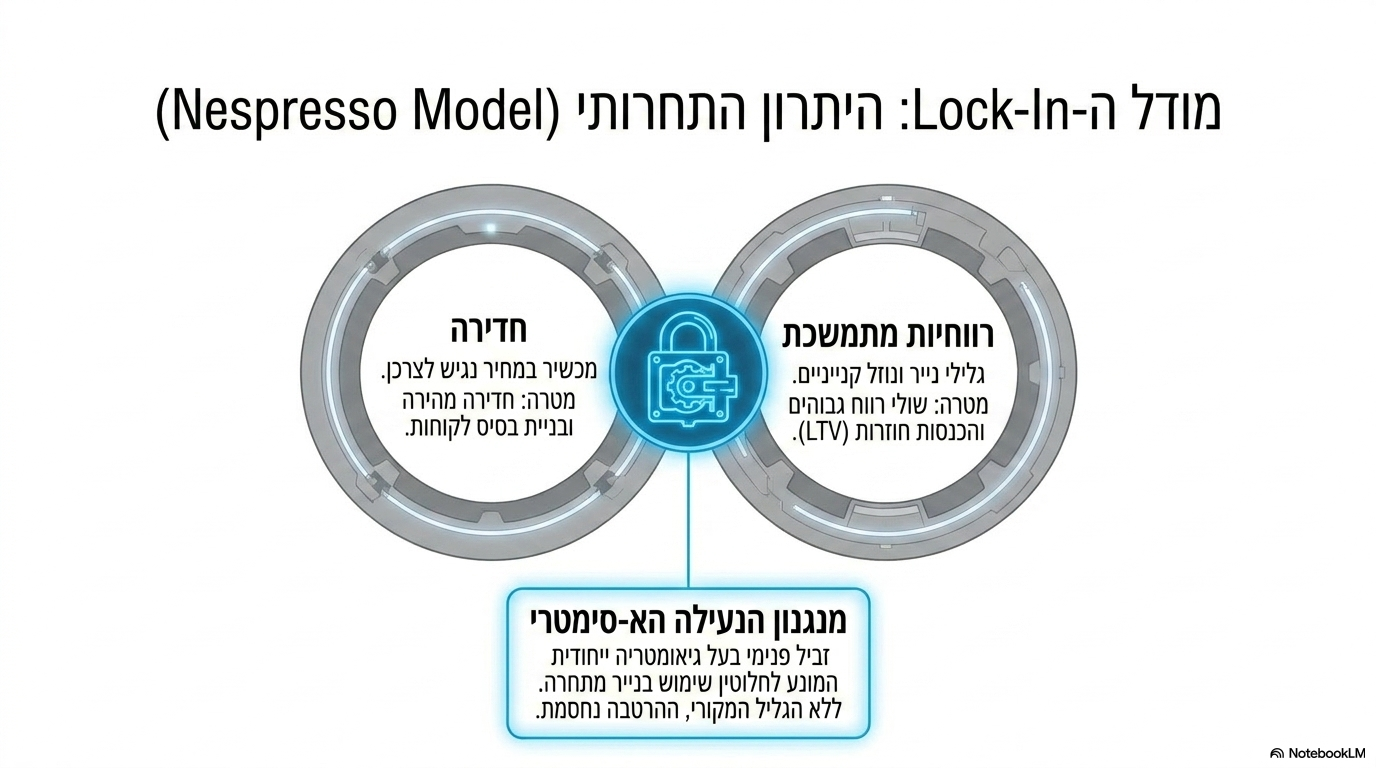 מודל ה-Lock-In: היתרון התחרותי (Nespresso Model)
רווחיות מתמשכת
גלילי נייר ונוזל קנייניים.
מטרה: שולי רווח גבוהים
והכנסות חוזרות (LTV).
חדירה
מכשיר במחיר נגיש לצרכן.
מטרה: חדירה מהירה
ובניית בסיס לקוחות.
מנגנון הנעילה הא-סימטרי
זביל פנימי בעל גיאומטריה ייחודית
המונע לחלוטין שימוש בנייר מתחרה.
ללא הגליל המקורי, ההרטבה נחסמת.
NotebookLM